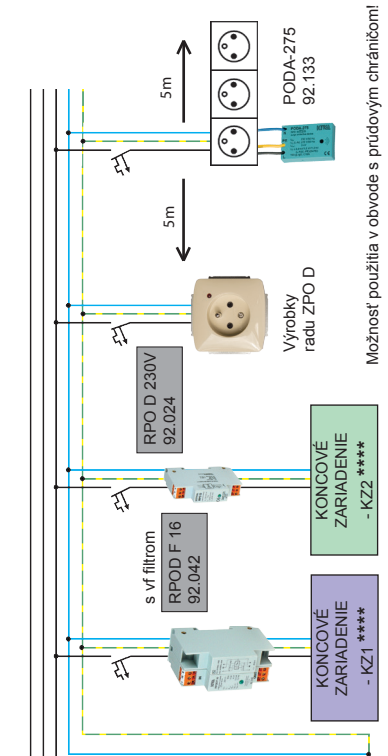 5m
5m
PODA-275
92.133
Výrobky
radu ZPO D
Možnosť použitia v obvode s prúdovým chráničom!
RPO D 230V
92.024
s vf filtrom
RPOD F 16
92.042
KONCOVÉ
ZARIADENIE
- KZ2 ****
KONCOVÉ
ZARIADENIE
- KZ1 ****